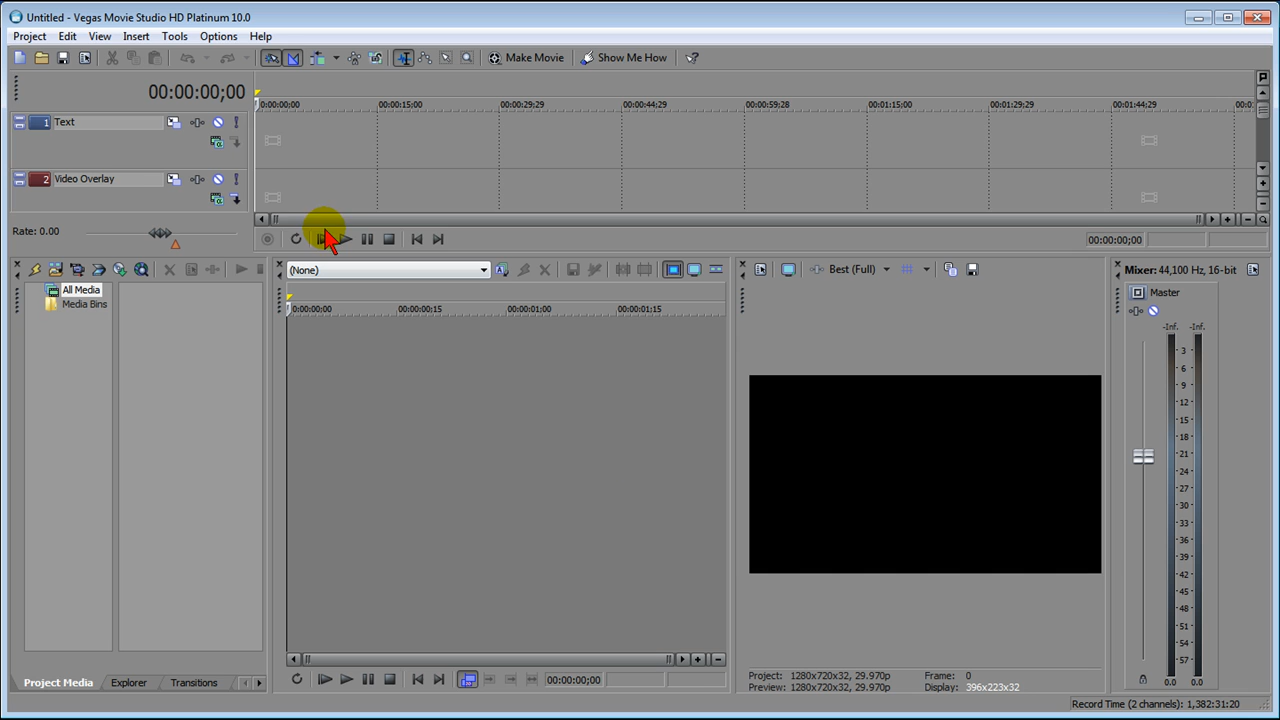 Untitled - Vegas Movie Studio HD Platinum 10.0
Project Edit View Insert Tools Options Help
Make Movie Show Me How
00:00:00;00
0:00:00;00 00:00:15;00 00:00:29;29 00:00:44;29 00:00:59;28 00:01:15;00 00:01:29;29 00:01:44;29 00:0
1 Text
2 Video Overlay
Rate: 0.00
00:00:00;00
(None)
Best (Full)
Mixer: 44,100 Hz, 16-bit
All Media
Media Bins
Master
0:00:00;00 00:00:00;15 00:00:01;00 00:00:01;15
-Inf. -Inf.
3
6
9
12
15
18
21
24
27
30
33
36
39
42
45
48
51
54
57
0.0 0.0
00:00:00;00
Project: 1280x720x32, 29.970p Frame: 0
Preview: 1280x720x32, 29.970p Display: 396x223x32
Project Media Explorer Transitions
Record Time (2 channels): 1,382:31:20